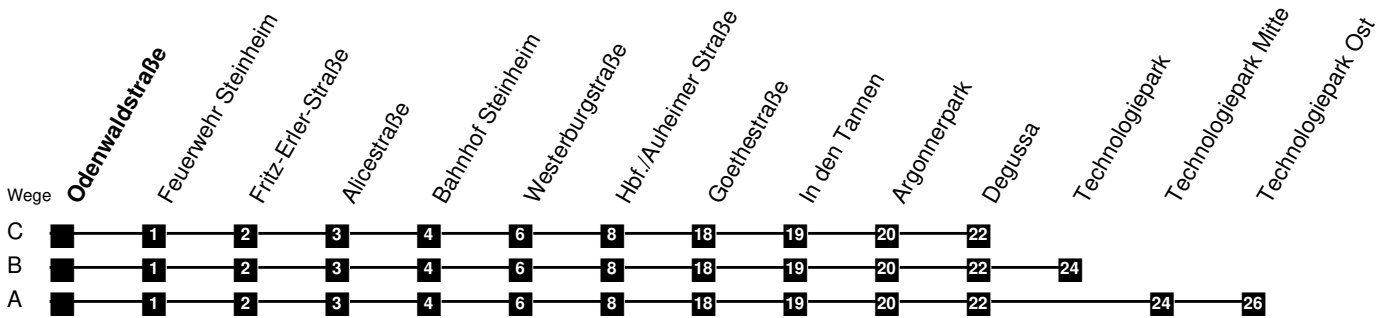 Odenwaldstraße
Feuerwehr Steinheim
Fritz-Erler-Straße
Alicestraße
Bahnhof Steinheim
Westerburgstraße
Hbf./Auheimer Straße
Goethestraße
In den Tannen
Argonnerpark
Degussa
Technologiepark
Technologiepark Mitte
Technologiepark Ost
Wege
C 1 2 3 4 6 8 18 19 20 22
B 1 2 3 4 6 8 18 19 20 22 24
A 1 2 3 4 6 8 18 19 20 22 24 26